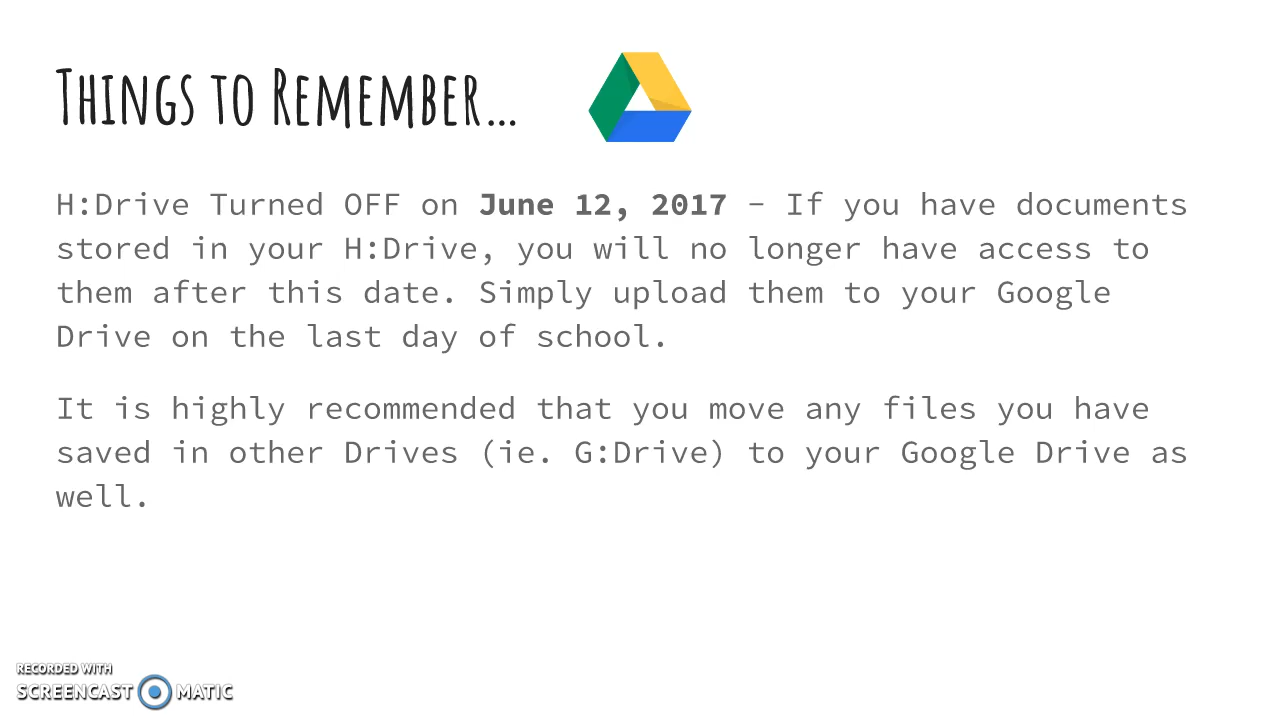 Things to Remember...
H:Drive Turned OFF on June 12, 2017 – If you have documents
stored in your H:Drive, you will no longer have access to
them after this date. Simply upload them to your Google
Drive on the last day of school.
It is highly recommended that you move any files you have
saved in other Drives (ie. G:Drive) to your Google Drive as
well.
RECORDED WITH
SCREENCAST MATIC